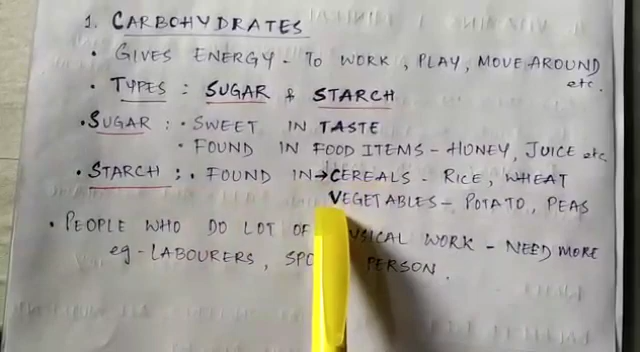 1. CARBOHYDRATES
• GIVES ENERGY - TO WORK, PLAY, MOVE AROUND etc.
• TYPES : SUGAR & STARCH
• SUGAR : • SWEET IN TASTE
• FOUND IN FOOD ITEMS - HONEY, JUICE etc
• STARCH : • FOUND IN → CEREALS - RICE, WHEAT
VEGETABLES - POTATO, PEAS
• PEOPLE WHO DO LOT OF WORK - NEED MORE
eg - LABOURERS, PERSON.